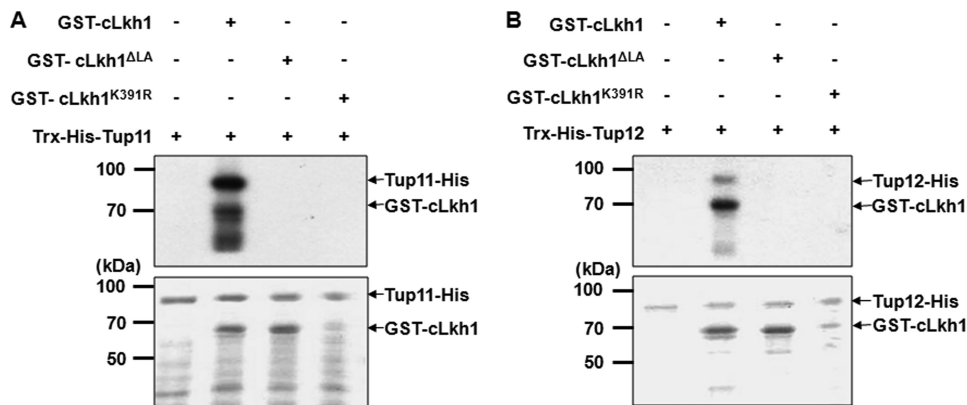 A
GST-cLkh1 - + - -
GST- cLkh1ΔLA - - + -
GST- cLkh1K391R - - - +
Trx-His-Tup11 + + + +
100
70
(kDa)
Tup11-His
GST-cLkh1
100
70
50
Tup11-His
GST-cLkh1
B
GST-cLkh1 - + - -
GST-cLkh1ΔLA - - + -
GST-cLkh1K391R - - - +
Trx-His-Tup12 + + + +
100
70
(kDa)
Tup12-His
GST-cLkh1
100
70
50
Tup12-His
GST-cLkh1